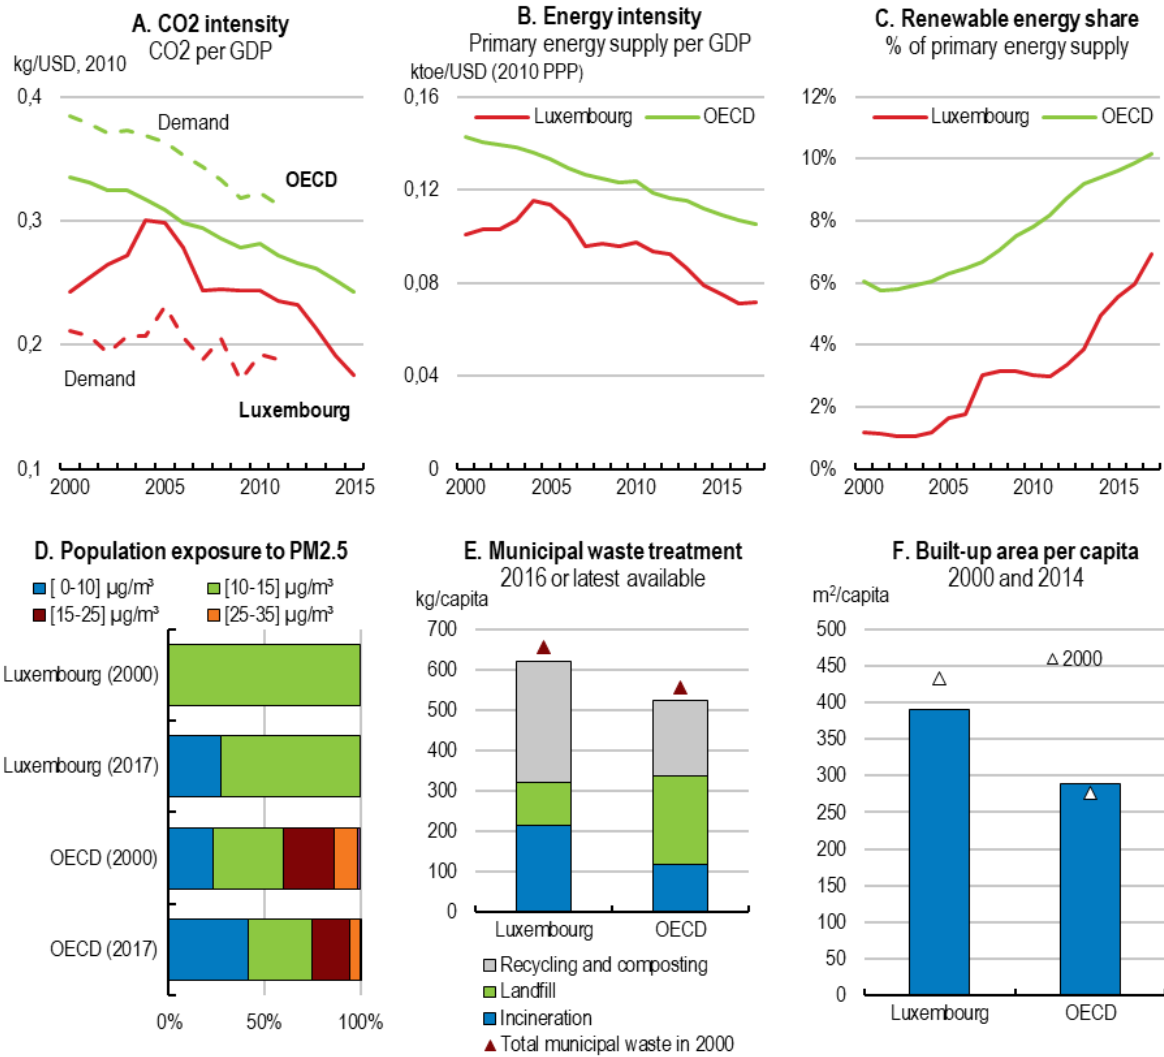 A. CO2 intensity
CO2 per GDP
kg/USD, 2010
0,4
0,3
0,2
0,1
Demand
OECD
Demand
Luxembourg
2000
2005
2010
2015
B. Energy intensity
Primary energy supply per GDP
ktoe/USD (2010 PPP)
0,16
0,12
0,08
0,04
0
Luxembourg
OECD
2000
2005
2010
2015
C. Renewable energy share
% of primary energy supply
12%
10%
8%
6%
4%
2%
0%
Luxembourg
OECD
2000
2005
2010
2015
D. Population exposure to PM2.5
[ 0-10] µg/m³
[10-15] µg/m³
[15-25] µg/m³
[25-35] µg/m³
Luxembourg (2000)
Luxembourg (2017)
OECD (2000)
OECD (2017)
0%
50%
100%
E. Municipal waste treatment
2016 or latest available
kg/capita
700
600
500
400
300
200
100
0
Luxembourg
OECD
Recycling and composting
Landfill
Incineration
Total municipal waste in 2000
F. Built-up area per capita
2000 and 2014
m²/capita
500
450
400
350
300
250
200
150
100
50
0
2000
Luxembourg
OECD